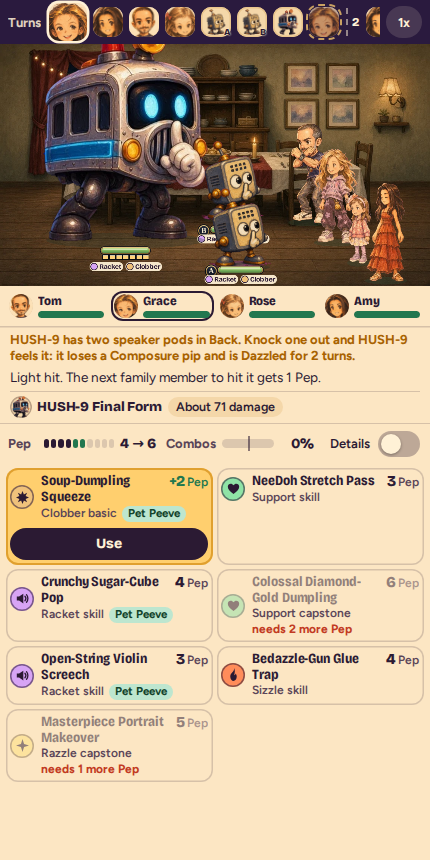 Turns
A
B
2
1x
B
Ra
Racket Clobber
A
Racket Clobber
Tom
Grace
Rose
Amy
HUSH-9 has two speaker pods in Back. Knock one out and HUSH-9
feels it: it loses a Composure pip and is Dazzled for 2 turns.
Light hit. The next family member to hit it gets 1 Pep.
HUSH-9 Final Form About 71 damage
Pep 4 → 6 Combos 0% Details
Soup-Dumpling +2 Pep
Squeeze
Clobber basic Pet Peeve
Use
NeeDoh Stretch Pass 3 Pep
Support skill
Crunchy Sugar-Cube 4 Pep
Pop
Racket skill Pet Peeve
Colossal Diamond- 6 Pep
Gold Dumpling
Support capstone
needs 2 more Pep
Open-String Violin 3 Pep
Screech
Racket skill Pet Peeve
Bedazzle-Gun Glue 4 Pep
Trap
Sizzle skill
Masterpiece Portrait 5 Pep
Makeover
Razzle capstone
needs 1 more Pep